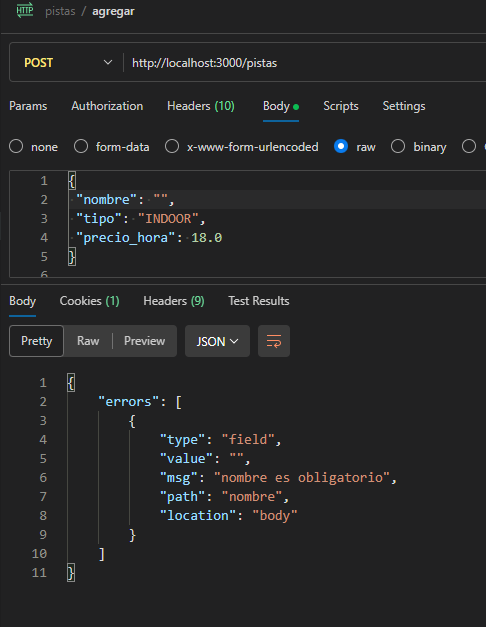 HTTP pistas / agregar
POST http://localhost:3000/pistas
Params Authorization Headers (10) Body Scripts Settings
none form-data x-www-form-urlencoded raw binary
1 {
2 "nombre": "",
3 "tipo": "INDOOR",
4 "precio_hora": 18.0
5 }
6
Body Cookies (1) Headers (9) Test Results
Pretty Raw Preview JSON
1 {
2 "errors": [
3 {
4 "type": "field",
5 "value": "",
6 "msg": "nombre es obligatorio",
7 "path": "nombre",
8 "location": "body"
9 }
10 ]
11 }